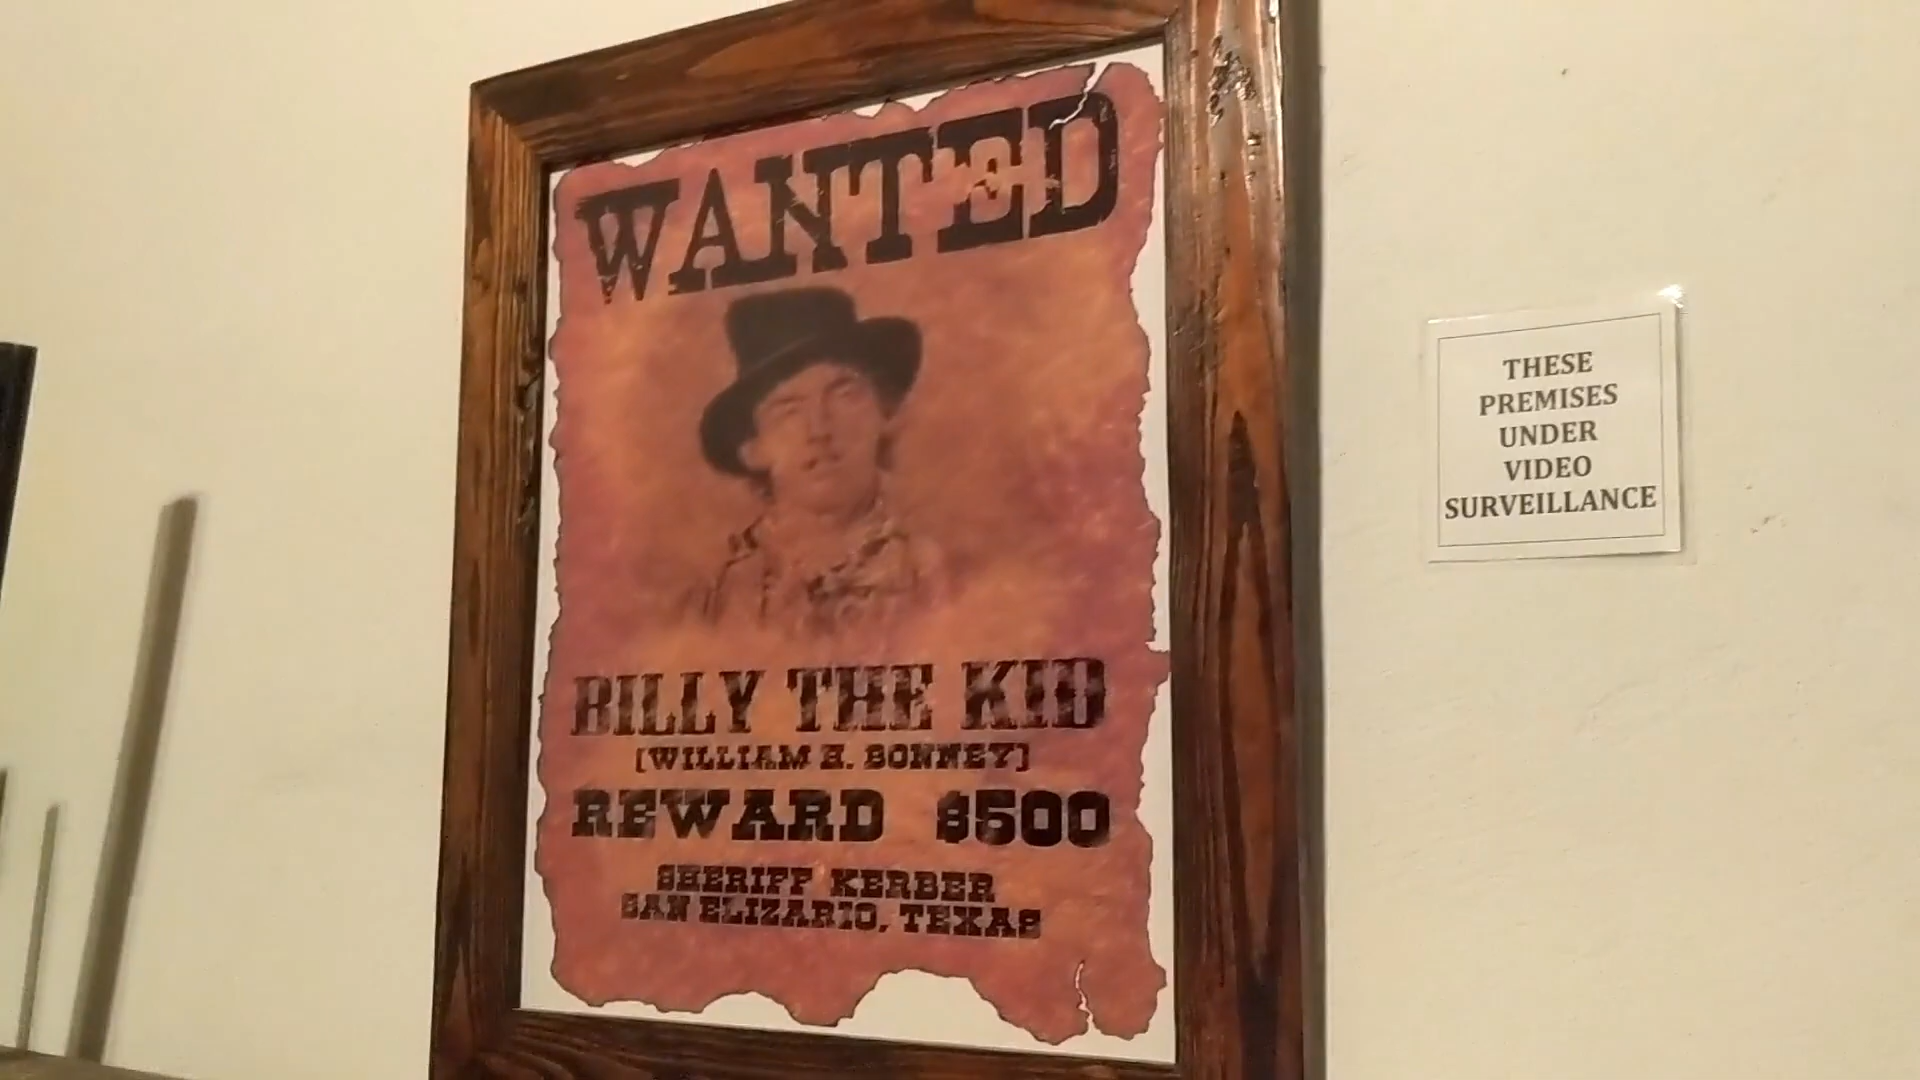 WANTED
BILLY THE KID
[WILLIAM H. BONNEY]
REWARD $500
SHERIFF KERBER
SAN ELIZARIO, TEXAS
THESE
PREMISES
UNDER
VIDEO
SURVEILLANCE